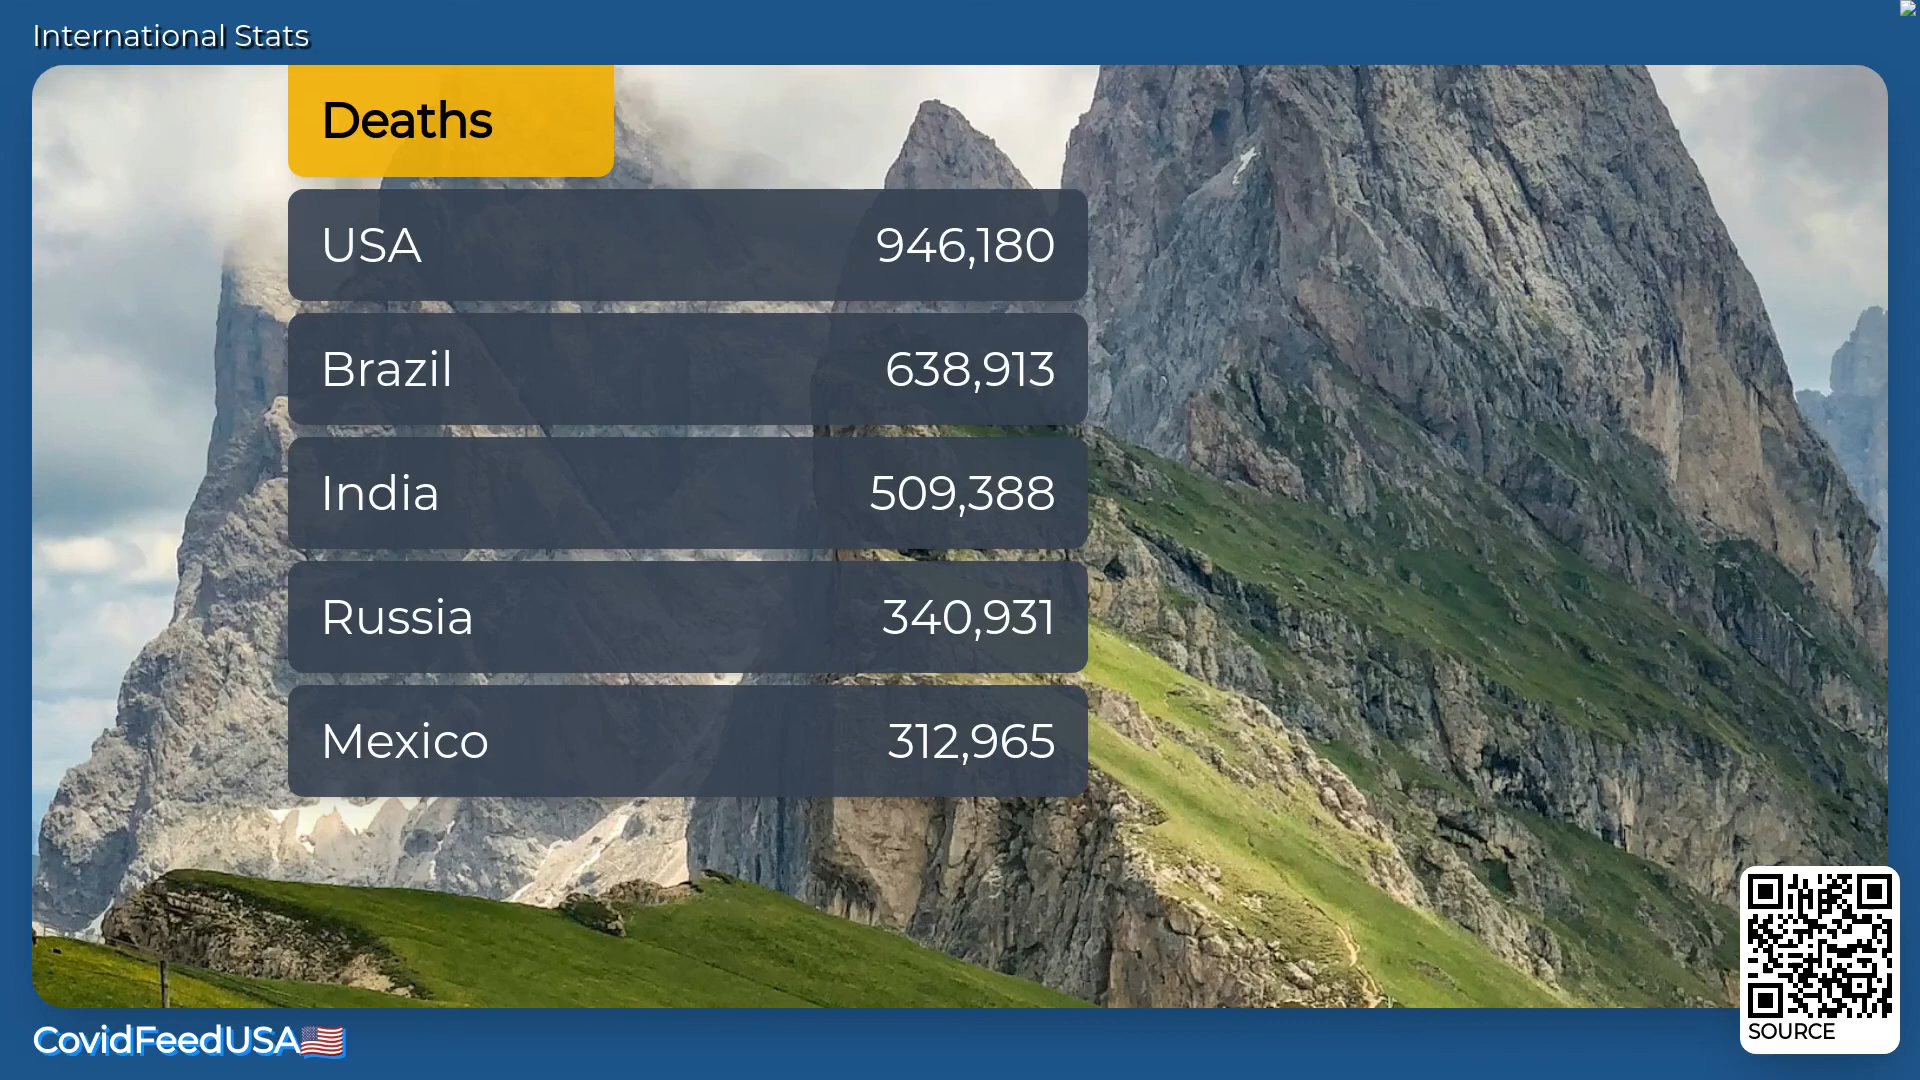 International Stats
Deaths
USA 946,180
Brazil 638,913
India 509,388
Russia 340,931
Mexico 312,965
CovidFeedUSA🇺🇸
SOURCE